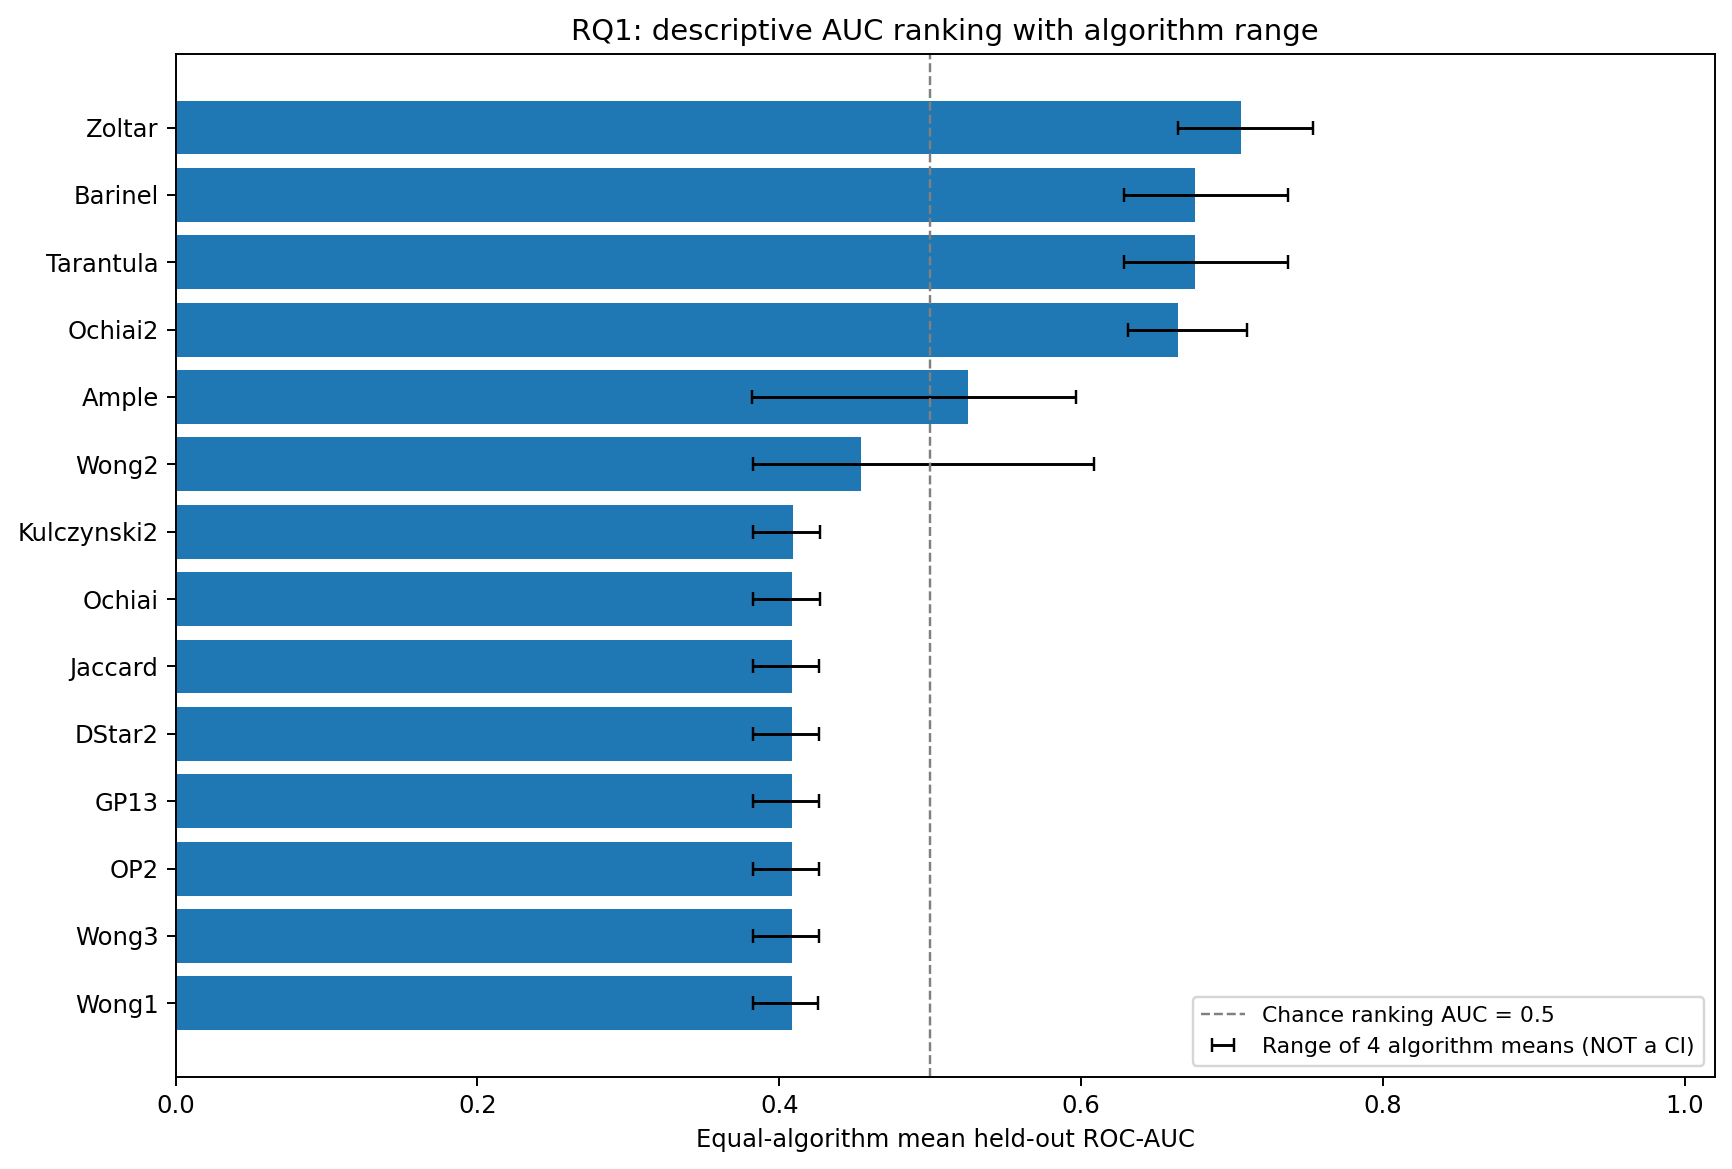 RQ1: descriptive AUC ranking with algorithm range
Zoltar
Barinel
Tarantula
Ochiai2
Ample
Wong2
Kulczynski2
Ochiai
Jaccard
DStar2
GP13
OP2
Wong3
Wong1
Chance ranking AUC = 0.5
Range of 4 algorithm means (NOT a CI)
0.0 0.2 0.4 0.6 0.8 1.0
Equal-algorithm mean held-out ROC-AUC